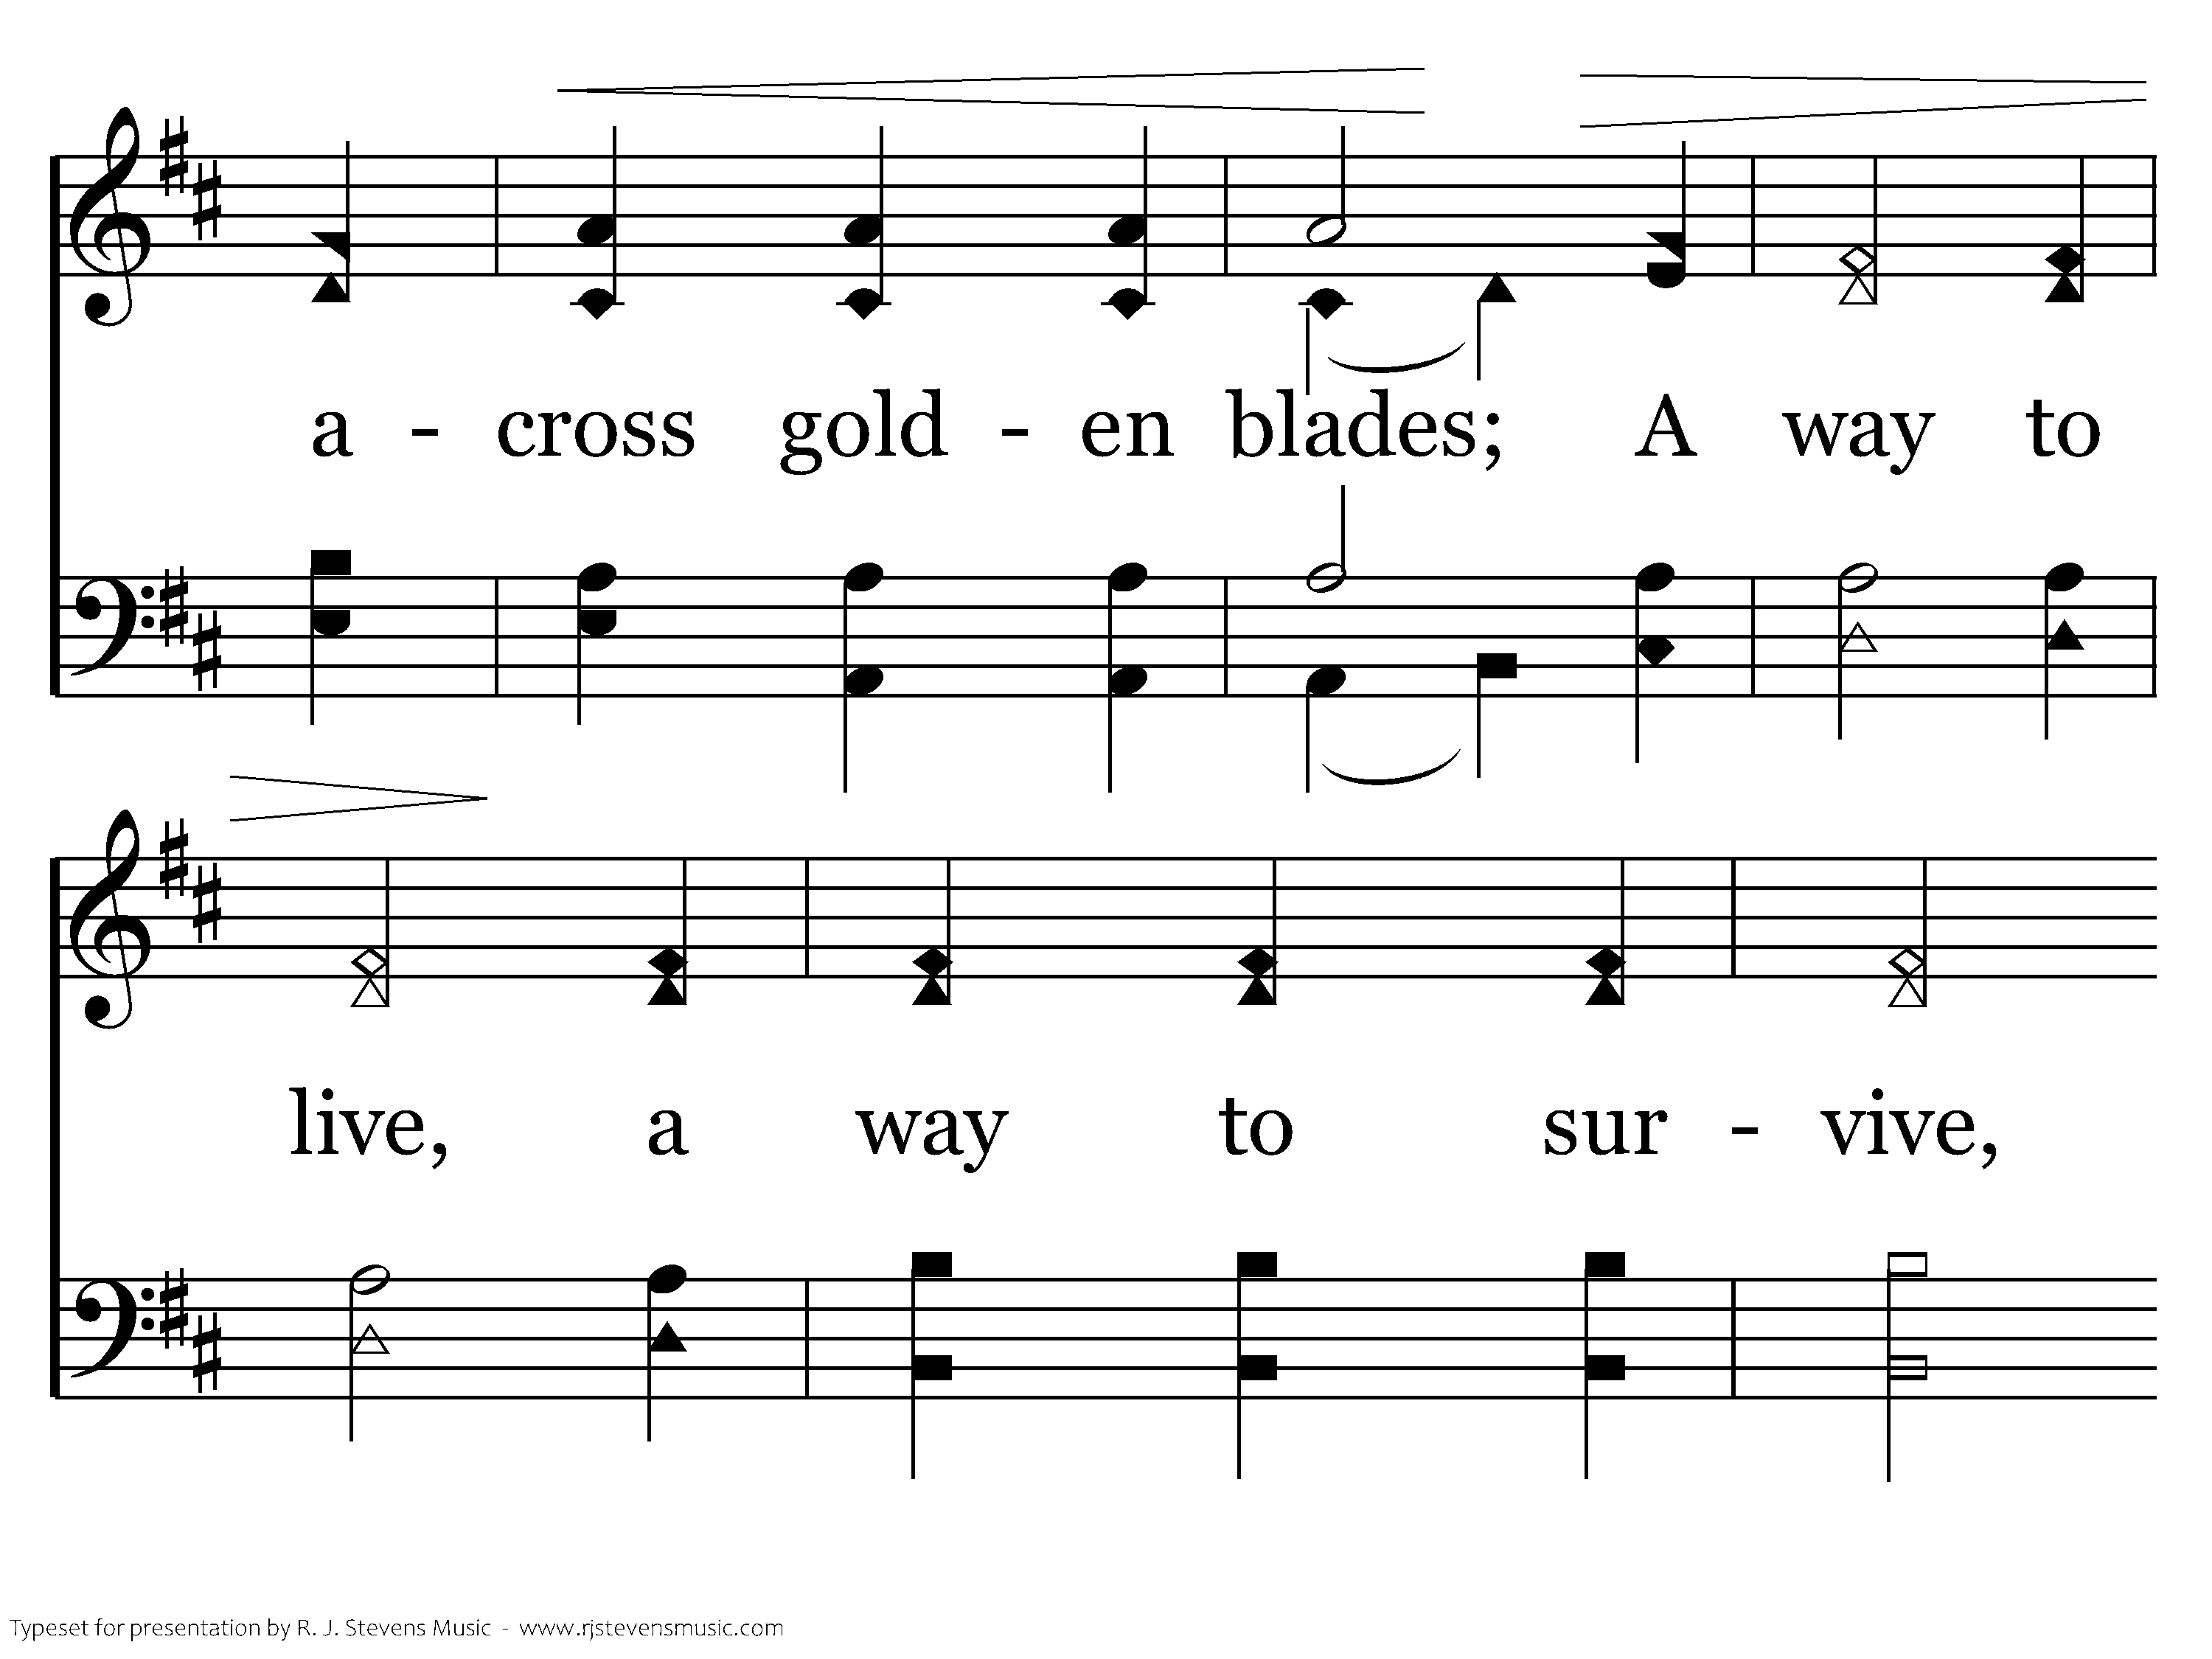 a - cross gold - en blades; A way to
live, a way to sur - vive,
Typeset for presentation by R. J. Stevens Music - www.rjstevensmusic.com